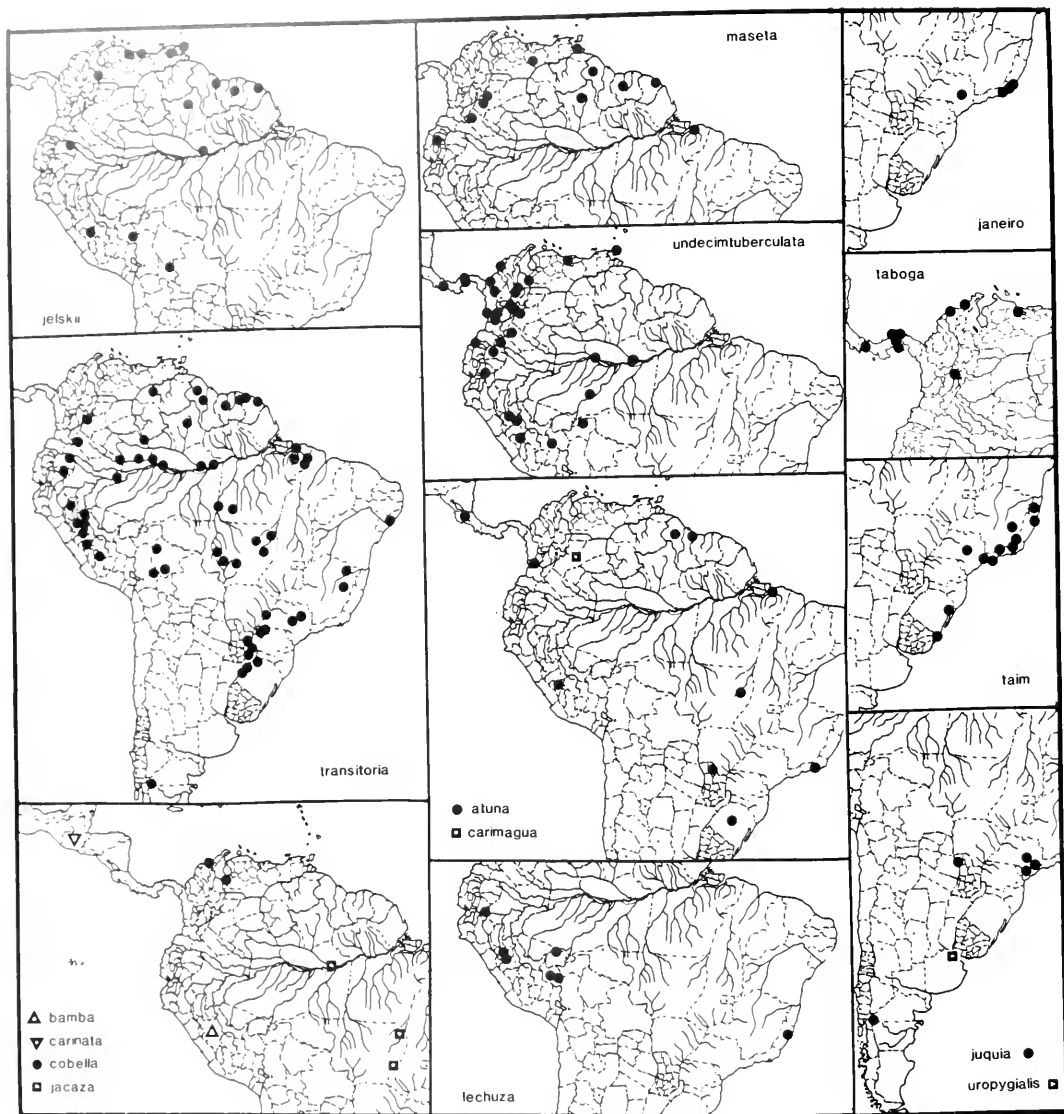 jelskii
transitoria
bamba
carinata
cobella
jacaza
maseta
undecimtuberculata
atuna
carimagua
lechuza
janeiro
taboga
taim
juquia
uropygialis